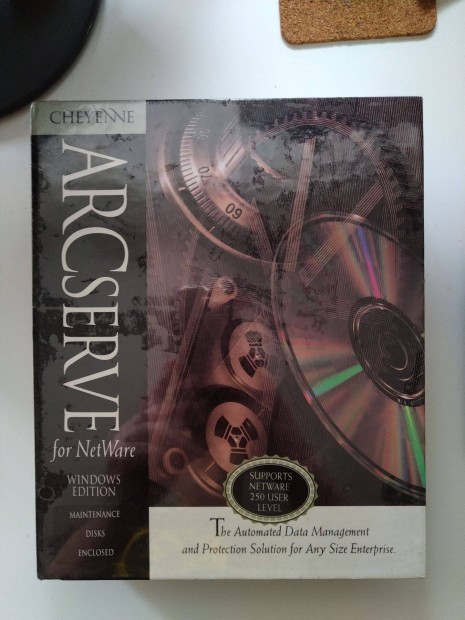 CHEYENNE
ARCSERVE
for NetWare
WINDOWS
EDITION
MAINTENANCE
DISKS
ENCLOSED
70
60
SUPPORTS
NETWARE
250 USER
LEVEL
The Automated Data Management
and Protection Solution for Any Size Enterprise.